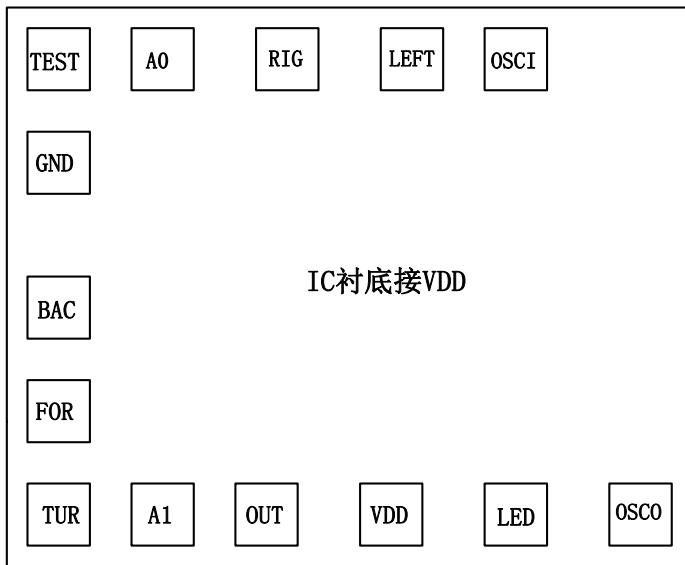 TEST A0 RIG LEFT OSCI
GND
IC衬底接VDD
BAC
FOR
TUR A1 OUT VDD LED OSCO